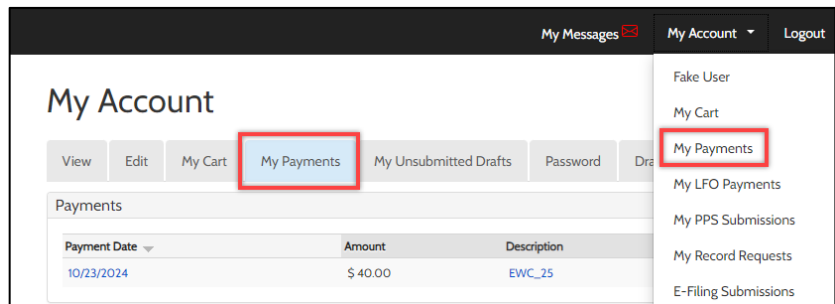 My Messages My Account Logout
Fake User
My Cart
My Payments
My LFO Payments
My PPS Submissions
My Record Requests
E-Filing Submissions
My Account
View Edit My Cart My Payments My Unsubmitted Drafts Password Dra
Payments
Payment Date Amount Description
10/23/2024 $ 40.00 EWC_25